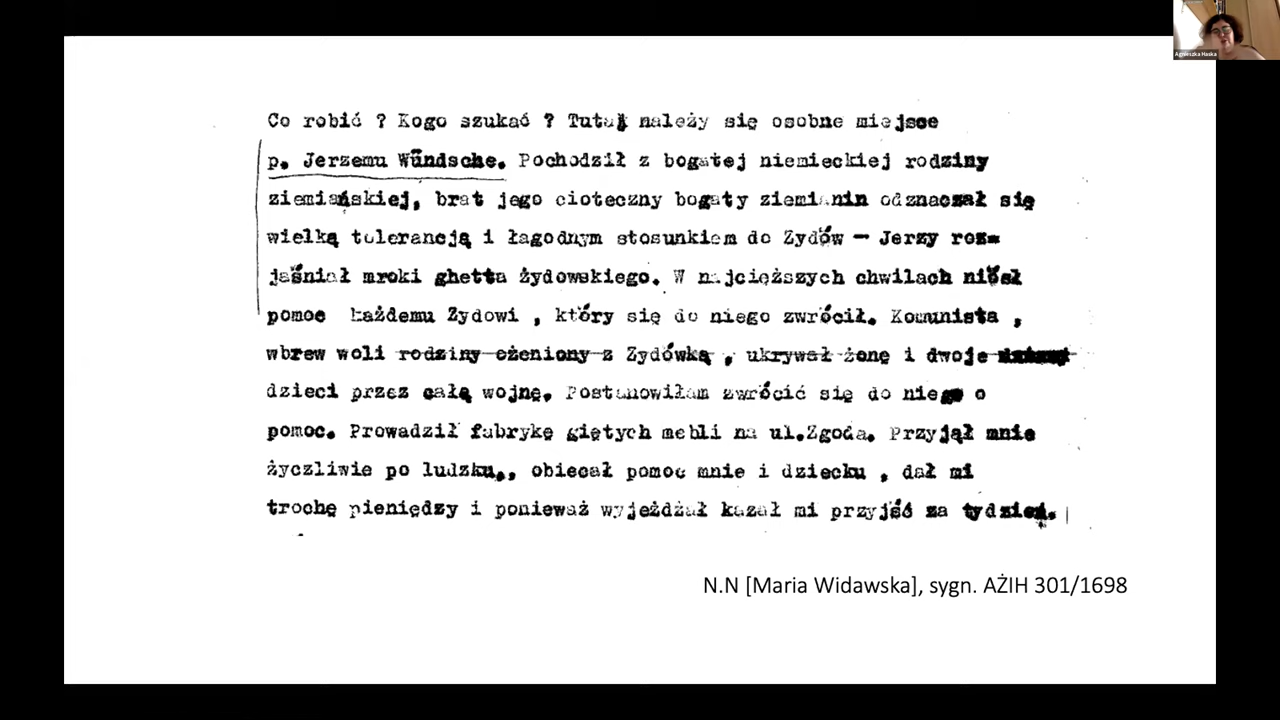 Agnieszka Haska
Co robić ? Kogo szukać ? Tutaj należy się osobne miejsce
p. Jerzemu Wündsche. Pochodził z bogatej niemieckiej rodziny
ziemiańskiej, brat jego cioteczny bogaty ziemianin odznaczał się
wielką tolerancją i łagodnym stosunkiem do Zydów — Jerzy roz=
jaśniał mroki ghetta żydowskiego. W najcięższych chwilach niósł
pomoc każdemu Zydowi , który się do niego zwrócił. Komunista ,
wbrew woli rodziny ożeniony z Zydówką , ukrywał żonę i dwoje
dzieci przez całą wojnę. Postanowiłam zwrócić się do niego o
pomoc. Prowadził fabrykę giętych mebli na ul.Zgoda. Przyjął mnie
życzliwie po ludzku,, obiecał pomoc mnie i dziecku , dał mi
trochę pieniędzy i ponieważ wyjeżdżał kazał mi przyjść za tydzień.
N.N [Maria Widawska], sygn. AŻIH 301/1698